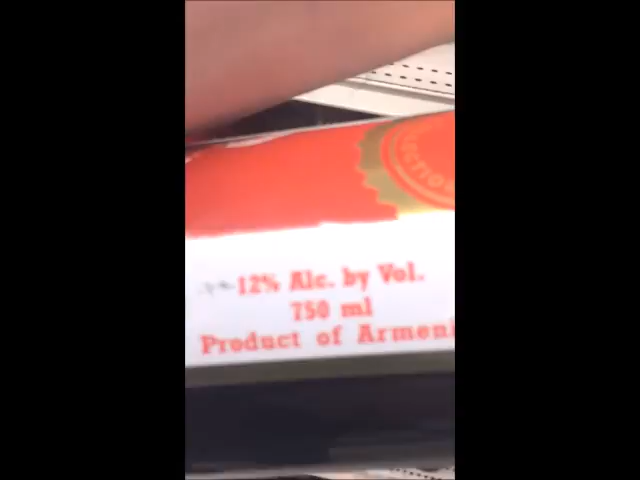 12% Alc. by Vol.
750 ml
Product of Armeni